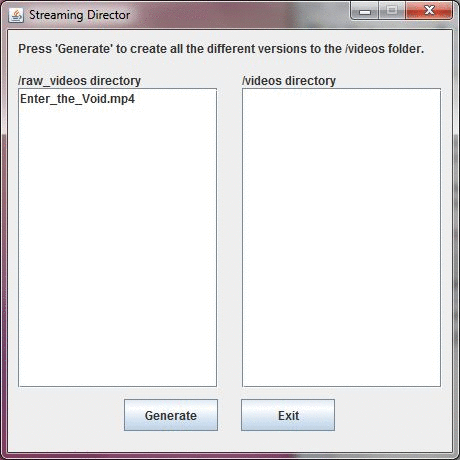 Streaming Director
Press 'Generate' to create all the different versions to the /videos folder.
/raw_videos directory
/videos directory
Enter_the_Void.mp4
Generate
Exit